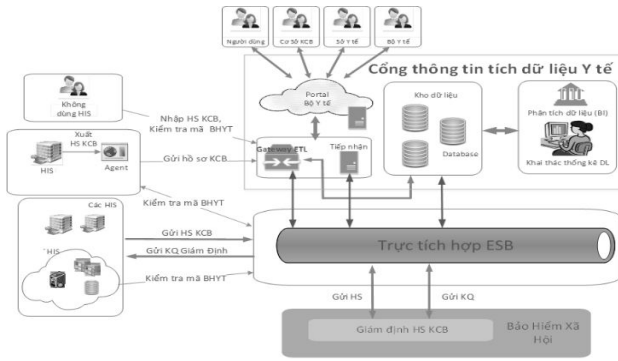 Người dùng
Cơ Sở KCB
Sở Y tế
Bộ Y tế
Cổng thông tin tích dữ liệu Y tế
Portal
Bộ Y tế
Kho dữ liệu
Database
Phân tích dữ liệu (BI)
Khai thác thống kê DL
Không
dùng HIS
Nhập HS KCB,
Kiểm tra mã BHYT
Gateway ETL
Tiếp nhận
Xuất
HS KCB
HIS
Agent
Gửi hồ sơ KCB
Kiểm tra mã BHYT
Các HIS
HIS
Gửi HS KCB
Gửi KQ Giám Định
Kiểm tra mã BHYT
Trực tích hợp ESB
Gửi HS
Gửi KQ
Giám định HS KCB
Bảo Hiểm Xã
Hội